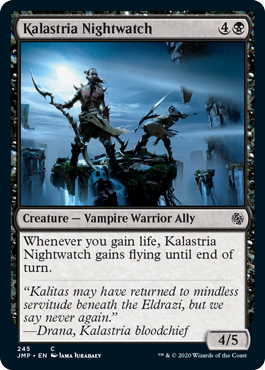 Kalastria Nightwatch 4
Creature — Vampire Warrior Ally
Whenever you gain life, Kalastria
Nightwatch gains flying until end of
turn.
“Kalitas may have returned to mindless
servitude beneath the Eldrazi, but we
say never again.”
—Drana, Kalastria bloodchief
4/5
245 C
JMP • EN Jama Jurabaev
™ & © 2020 Wizards of the Coast